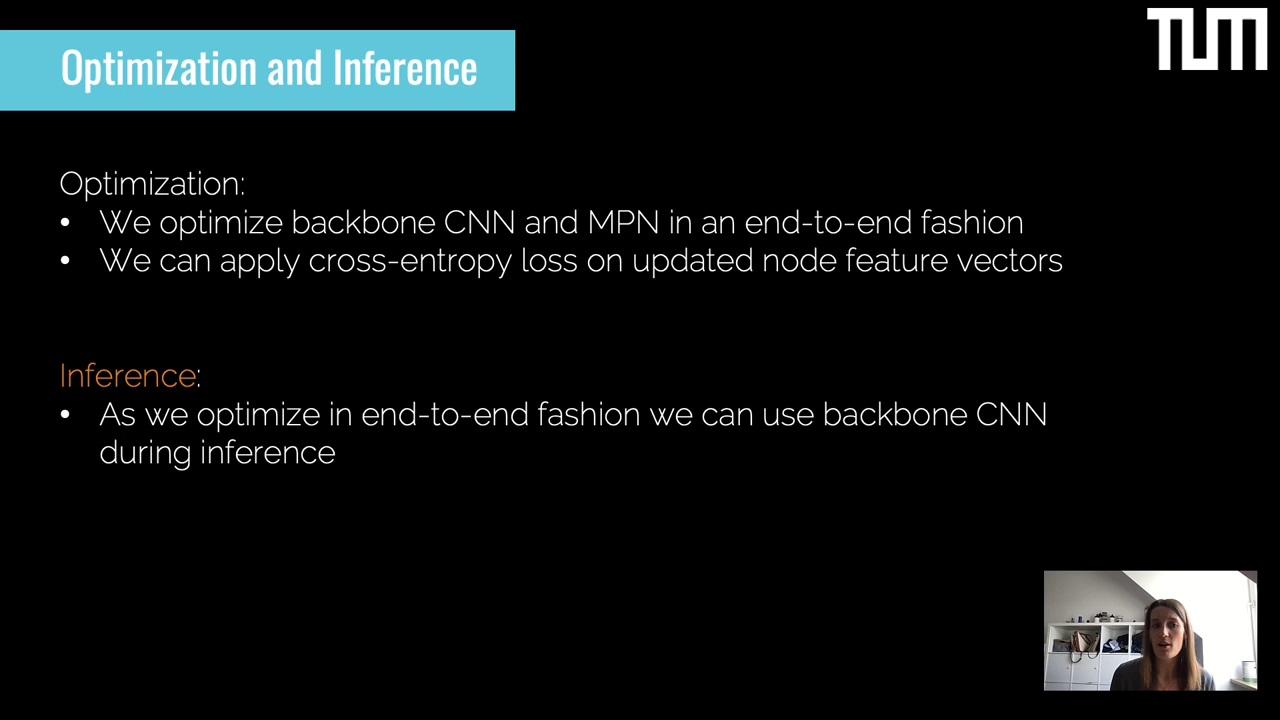 TUM
Optimization and Inference
Optimization:
• We optimize backbone CNN and MPN in an end-to-end fashion
• We can apply cross-entropy loss on updated node feature vectors
Inference:
• As we optimize in end-to-end fashion we can use backbone CNN
during inference